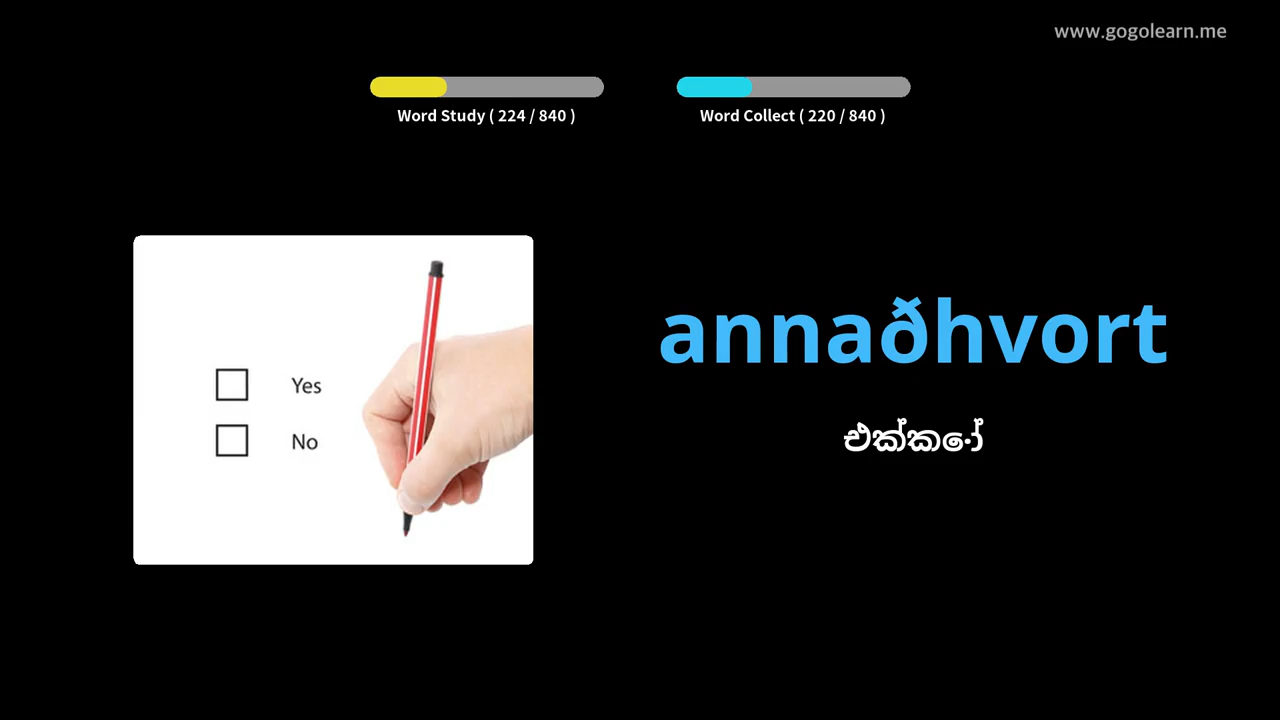 www.gogolearn.me
Word Study ( 224 / 840 )
Word Collect ( 220 / 840 )
Yes
No
annaðhvort
එක්කෝ